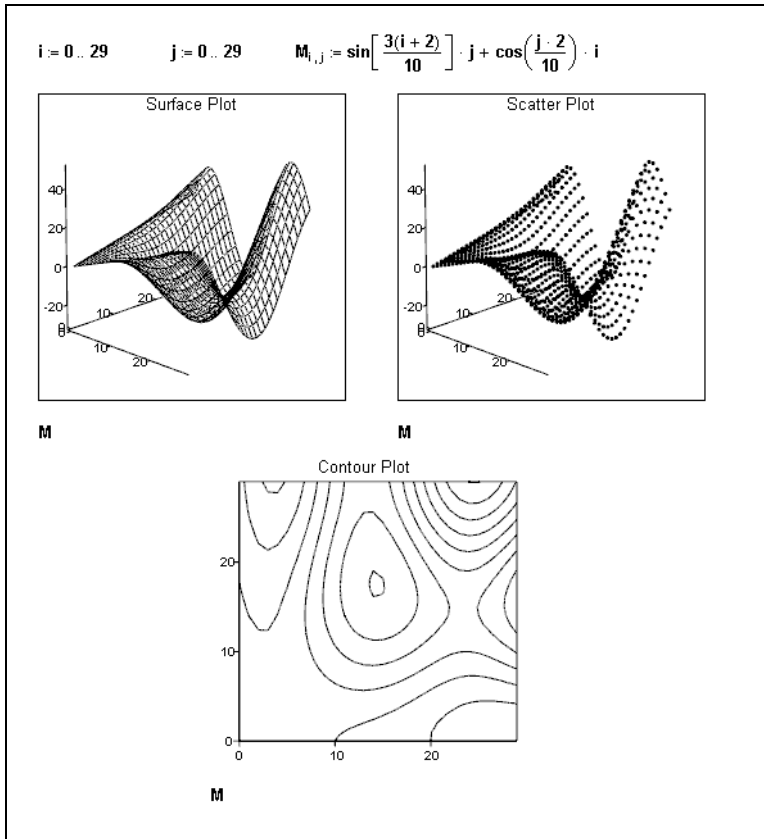 i := 0 .. 29 j := 0 .. 29 M i , j := sin[ 3(i + 2) / 10 ] · j + cos( j · 2 / 10 ) · i
Surface Plot Scatter Plot
40 40
20 20
0 0
-20 20 -20 20
0 10 0 10
10 10
20 20
M M
Contour Plot
20
10
0
0 10 20
M